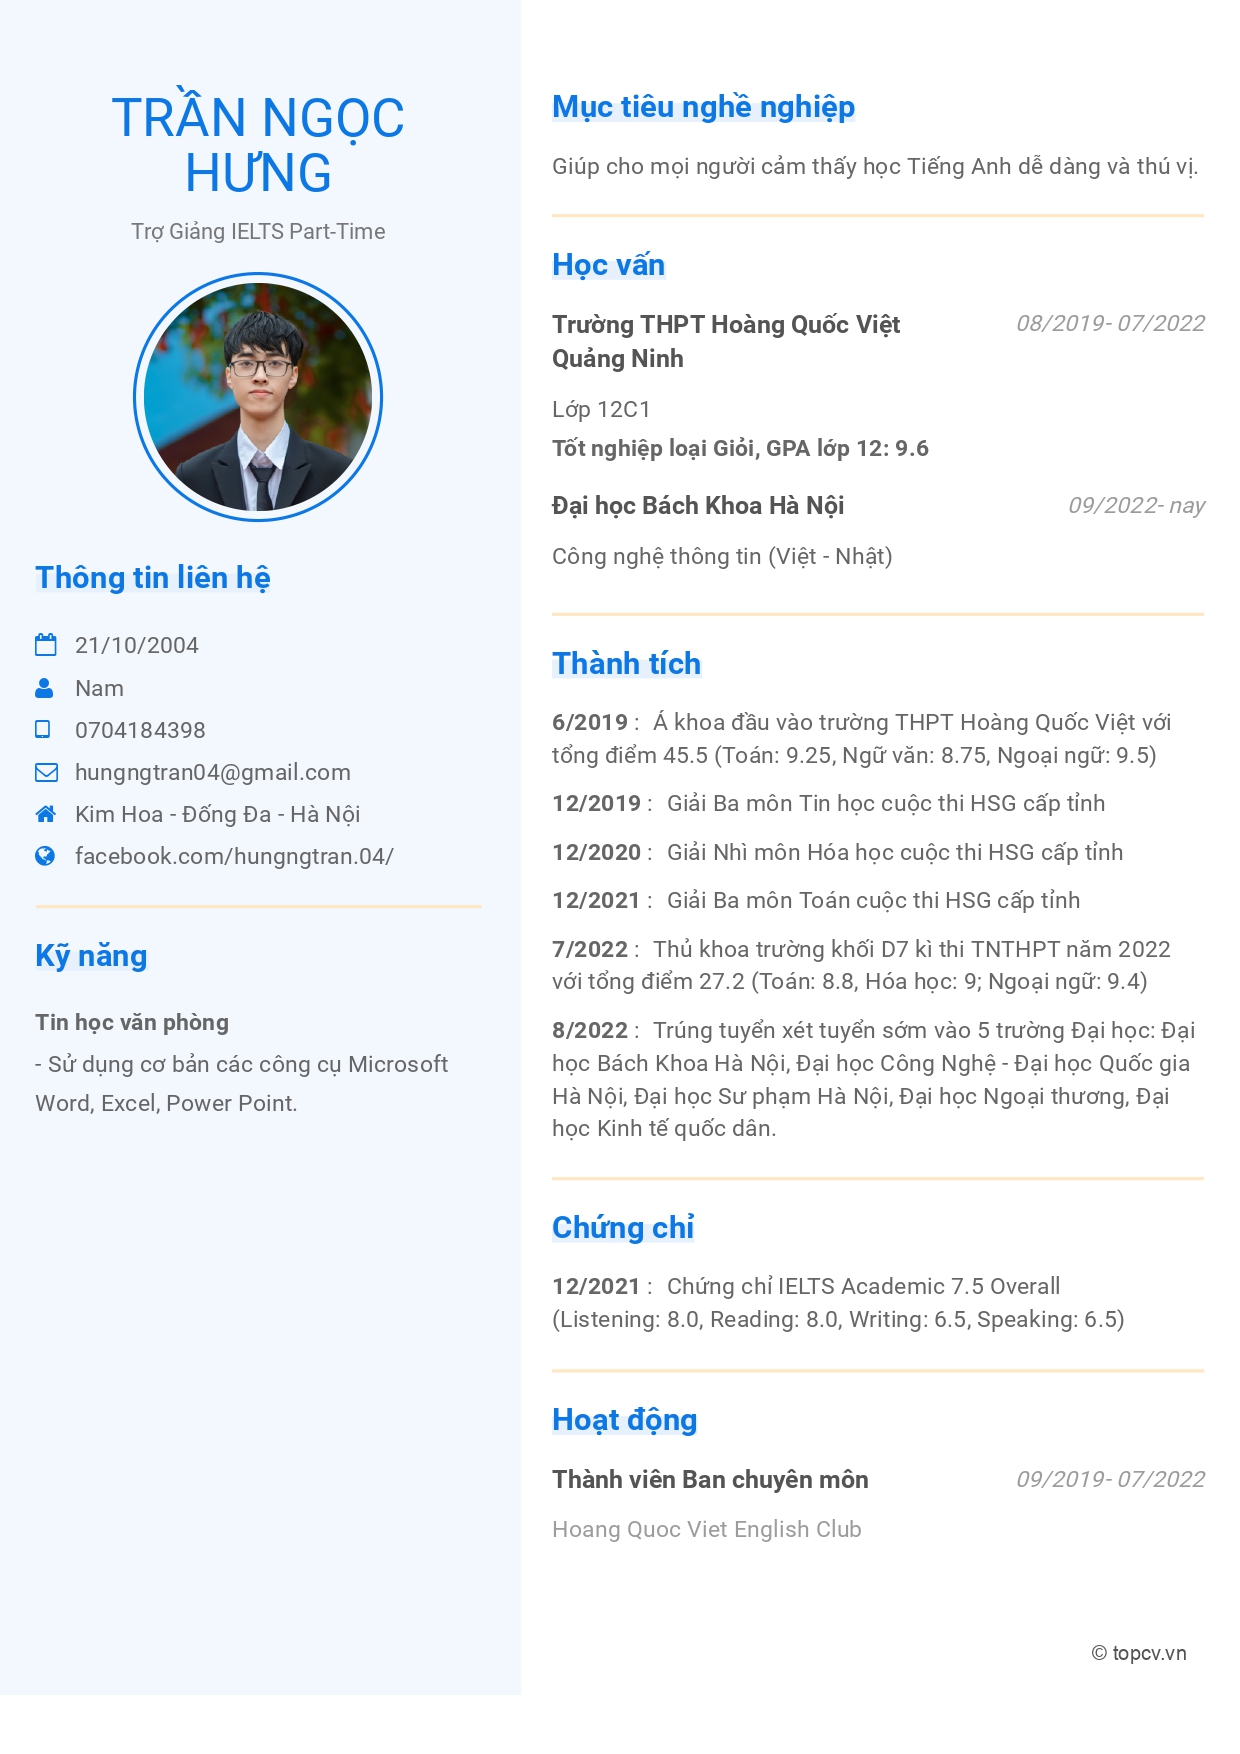 TRẦN NGỌC
HƯNG
Trợ Giảng IELTS Part-Time
Thông tin liên hệ
21/10/2004
Nam
0704184398
hungngtran04@gmail.com
Kim Hoa - Đống Đa - Hà Nội
facebook.com/hungngtran.04/
Kỹ năng
Tin học văn phòng
- Sử dụng cơ bản các công cụ Microsoft
Word, Excel, Power Point.
Mục tiêu nghề nghiệp
Giúp cho mọi người cảm thấy học Tiếng Anh dễ dàng và thú vị.
Học vấn
Trường THPT Hoàng Quốc Việt 08/2019- 07/2022
Quảng Ninh
Lớp 12C1
Tốt nghiệp loại Giỏi, GPA lớp 12: 9.6
Đại học Bách Khoa Hà Nội 09/2022- nay
Công nghệ thông tin (Việt - Nhật)
Thành tích
6/2019 : Á khoa đầu vào trường THPT Hoàng Quốc Việt với
tổng điểm 45.5 (Toán: 9.25, Ngữ văn: 8.75, Ngoại ngữ: 9.5)
12/2019 : Giải Ba môn Tin học cuộc thi HSG cấp tỉnh
12/2020 : Giải Nhì môn Hóa học cuộc thi HSG cấp tỉnh
12/2021 : Giải Ba môn Toán cuộc thi HSG cấp tỉnh
7/2022 : Thủ khoa trường khối D7 kì thi TNTHPT năm 2022
với tổng điểm 27.2 (Toán: 8.8, Hóa học: 9; Ngoại ngữ: 9.4)
8/2022 : Trúng tuyển xét tuyển sớm vào 5 trường Đại học: Đại
học Bách Khoa Hà Nội, Đại học Công Nghệ - Đại học Quốc gia
Hà Nội, Đại học Sư phạm Hà Nội, Đại học Ngoại thương, Đại
học Kinh tế quốc dân.
Chứng chỉ
12/2021 : Chứng chỉ IELTS Academic 7.5 Overall
(Listening: 8.0, Reading: 8.0, Writing: 6.5, Speaking: 6.5)
Hoạt động
Thành viên Ban chuyên môn 09/2019- 07/2022
Hoang Quoc Viet English Club
© topcv.vn